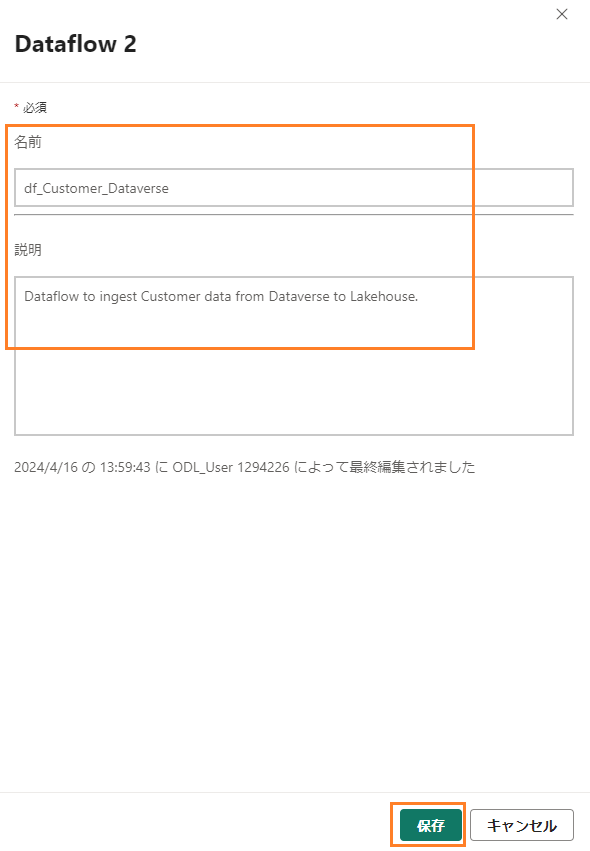 Dataflow 2
* 必須
名前
df_Customer_Dataverse
説明
Dataflow to ingest Customer data from Dataverse to Lakehouse.
2024/4/16 の 13:59:43 に ODL_User 1294226 によって最終編集されました
保存
キャンセル